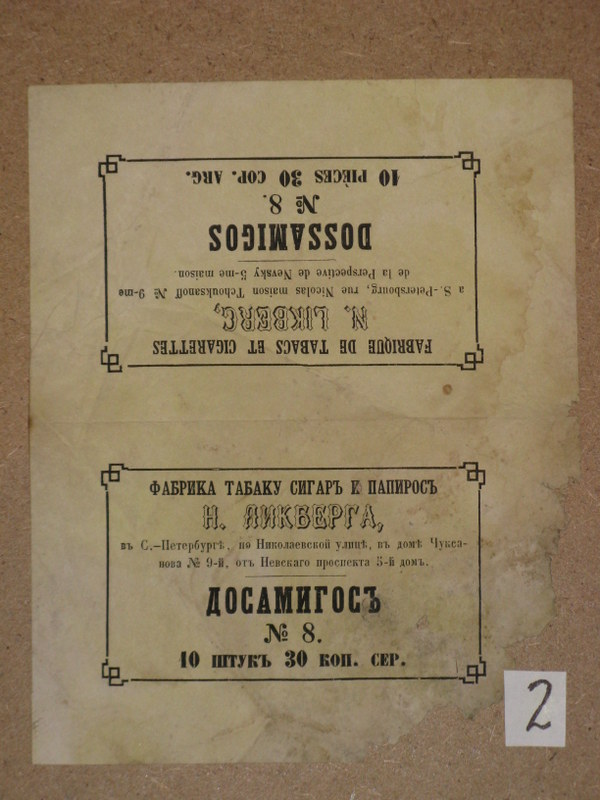 10 PIÈCES 30 COP. ARG.
№ 8.
DOSSAMIGOS
de la Perspective de Nevsky 5-me maison.
a S.-Petersbourg, rue Nicolas maison Tchouksanoff № 9-me
N. LIKBERG,
FABRIQUE DE TABACS ET CIGARETTES
ФАБРИКА ТАБАКУ СИГАРЪ И ПАПИРОСЪ
Н. ЛИКБЕРГА,
въ С.-Петербургѣ, по Николаевской улицѣ, въ домѣ Чукса-
нова № 9-й, отъ Невскаго проспекта 5-й домъ.
ДОСАМИГОСЪ
№ 8.
10 ШТУКЪ 30 КОП. СЕР.
2